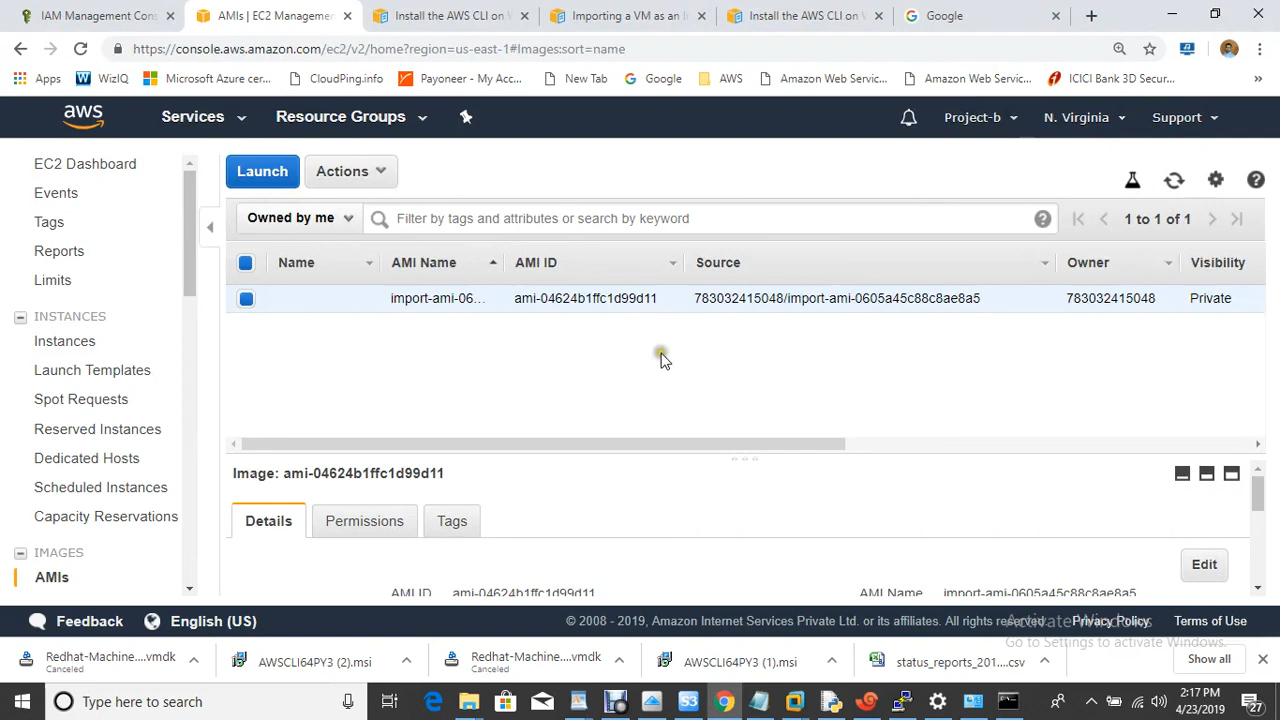 IAM Management Cons
AMIs | EC2 Managemen
Install the AWS CLI on
Importing a VM as an I
Install the AWS CLI on
Google
https://console.aws.amazon.com/ec2/v2/home?region=us-east-1#Images:sort=name
Apps
WizIQ
Microsoft Azure cer...
CloudPing.info
Payoneer - My Acc...
New Tab
Google
AWS
Amazon Web Servic...
Amazon Web Servic...
ICICI Bank 3D Secur...
aws
Services
Resource Groups
Project-b
N. Virginia
Support
EC2 Dashboard
Events
Tags
Reports
Limits
INSTANCES
Instances
Launch Templates
Spot Requests
Reserved Instances
Dedicated Hosts
Scheduled Instances
Capacity Reservations
IMAGES
AMIs
Launch
Actions
Owned by me
Filter by tags and attributes or search by keyword
1 to 1 of 1
Name AMI Name AMI ID Source Owner Visibility
import-ami-06... ami-04624b1ffc1d99d11 783032415048/import-ami-0605a45c88c8ae8a5 783032415048 Private
Image: ami-04624b1ffc1d99d11
Details
Permissions
Tags
Edit
AMI ID ami-04624b1ffc1d99d11 AMI Name import-ami-0605a45c88c8ae8a5
Feedback
English (US)
© 2008 - 2019, Amazon Internet Services Private Ltd. or its affiliates. All rights reserved.
Privacy Policy
Terms of Use
Activate Windows
Go to Settings to activate Windows.
Redhat-Machine....vmdk
Canceled
AWSCLI64PY3 (2).msi
Redhat-Machine....vmdk
Canceled
AWSCLI64PY3 (1).msi
status_reports_201....csv
Show all
Type here to search
S3
2:17 PM
4/23/2019
27